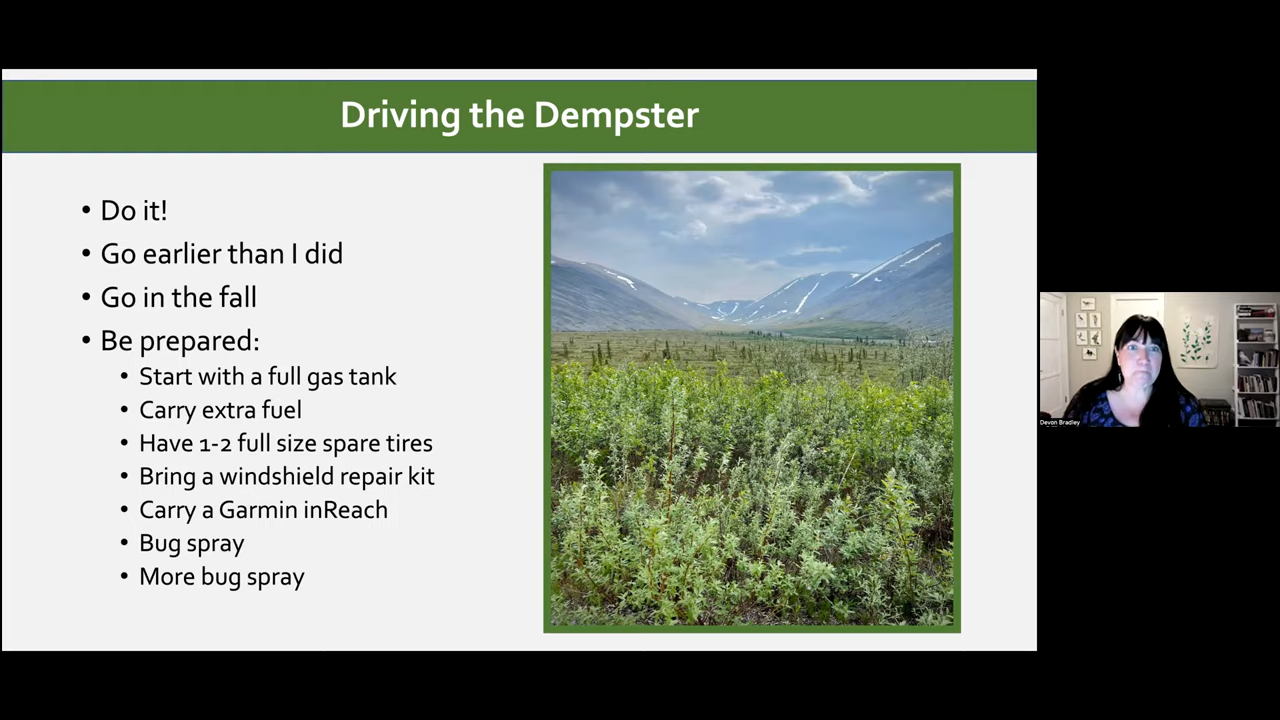 Driving the Dempster
• Do it!
• Go earlier than I did
• Go in the fall
• Be prepared:
• Start with a full gas tank
• Carry extra fuel
• Have 1-2 full size spare tires
• Bring a windshield repair kit
• Carry a Garmin inReach
• Bug spray
• More bug spray
Devon Bradley